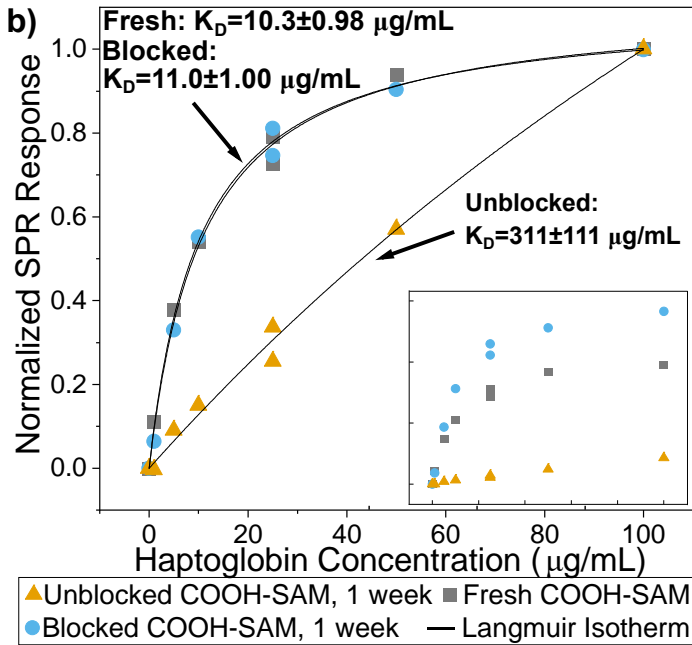 b)
Fresh: K_D=10.3±0.98 μg/mL
Blocked:
K_D=11.0±1.00 μg/mL
Unblocked:
K_D=311±111 μg/mL
Normalized SPR Response
1.0
0.8
0.6
0.4
0.2
0.0
0 20 40 60 80 100
Haptoglobin Concentration (μg/mL)
Unblocked COOH-SAM, 1 week Fresh COOH-SAM
Blocked COOH-SAM, 1 week Langmuir Isotherm